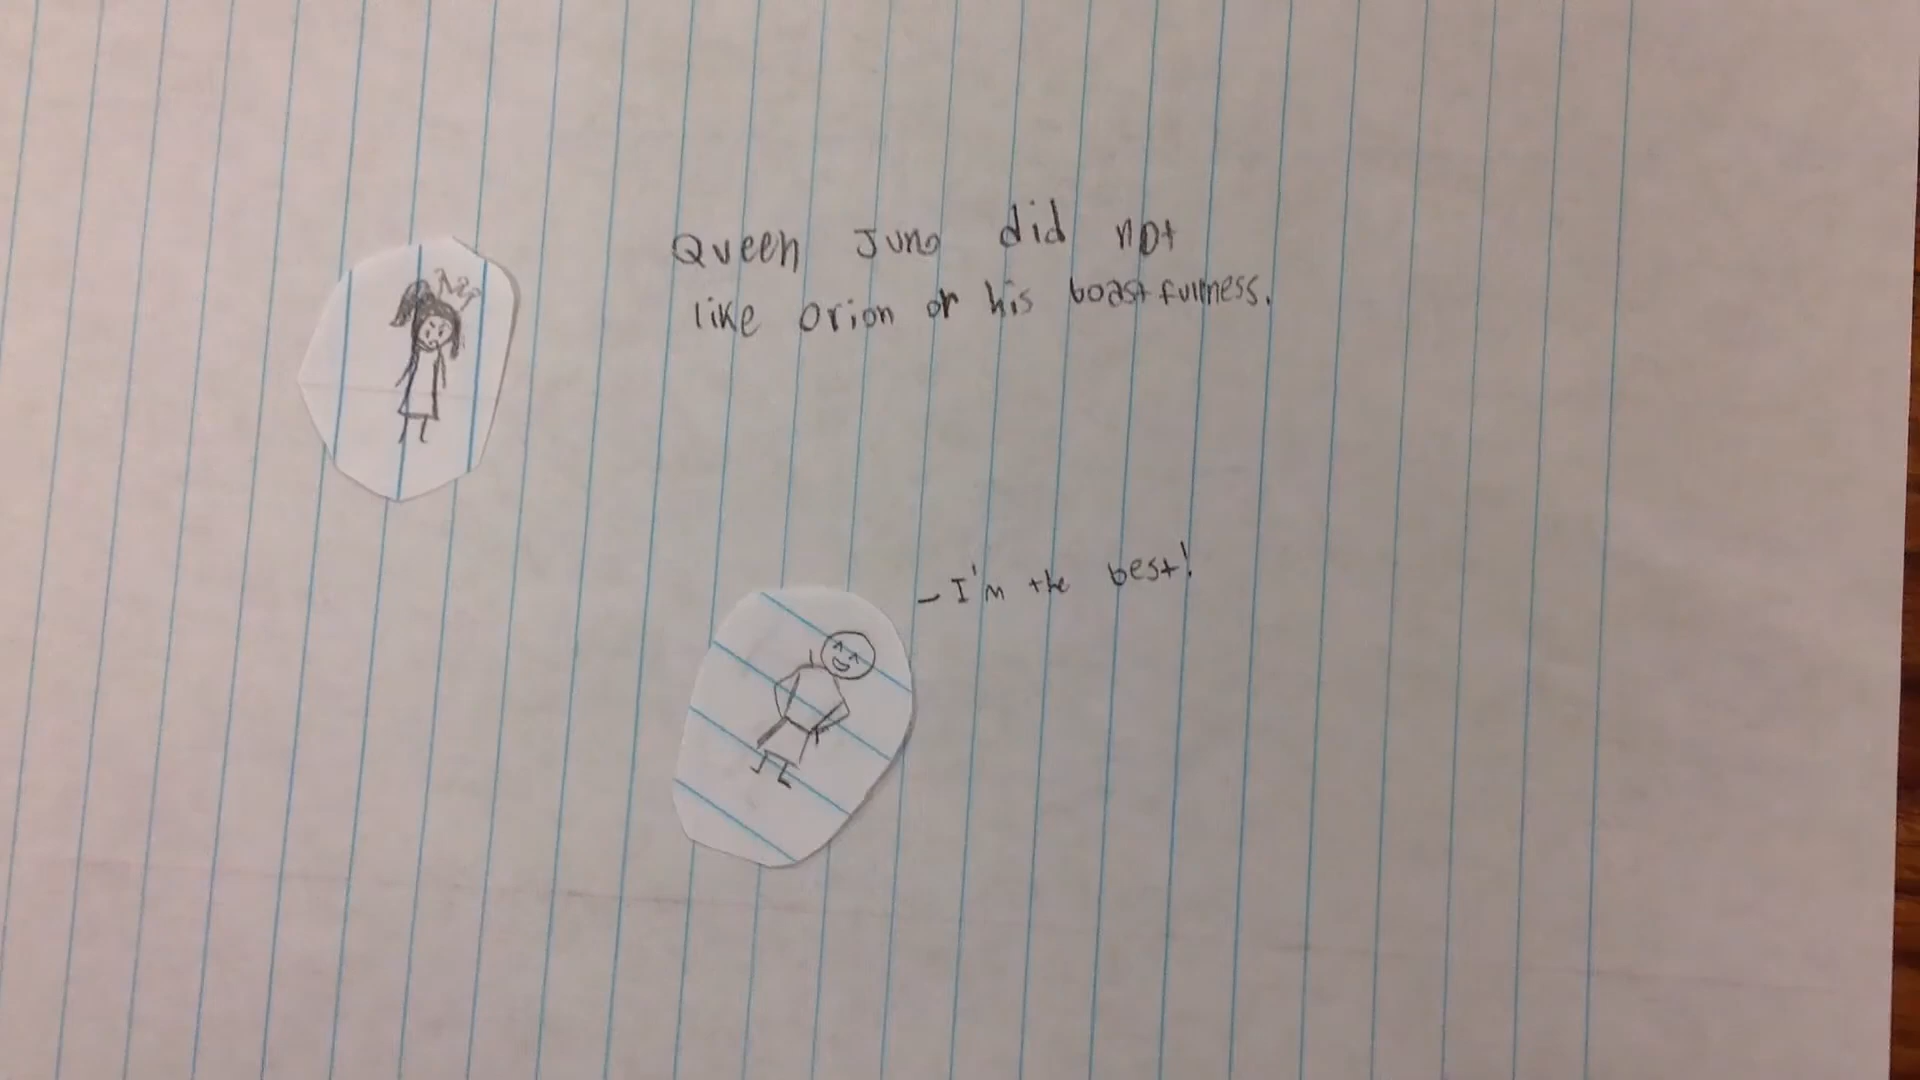 Queen Juno did not
like Orion or his boastfullness.
- I'm the best!